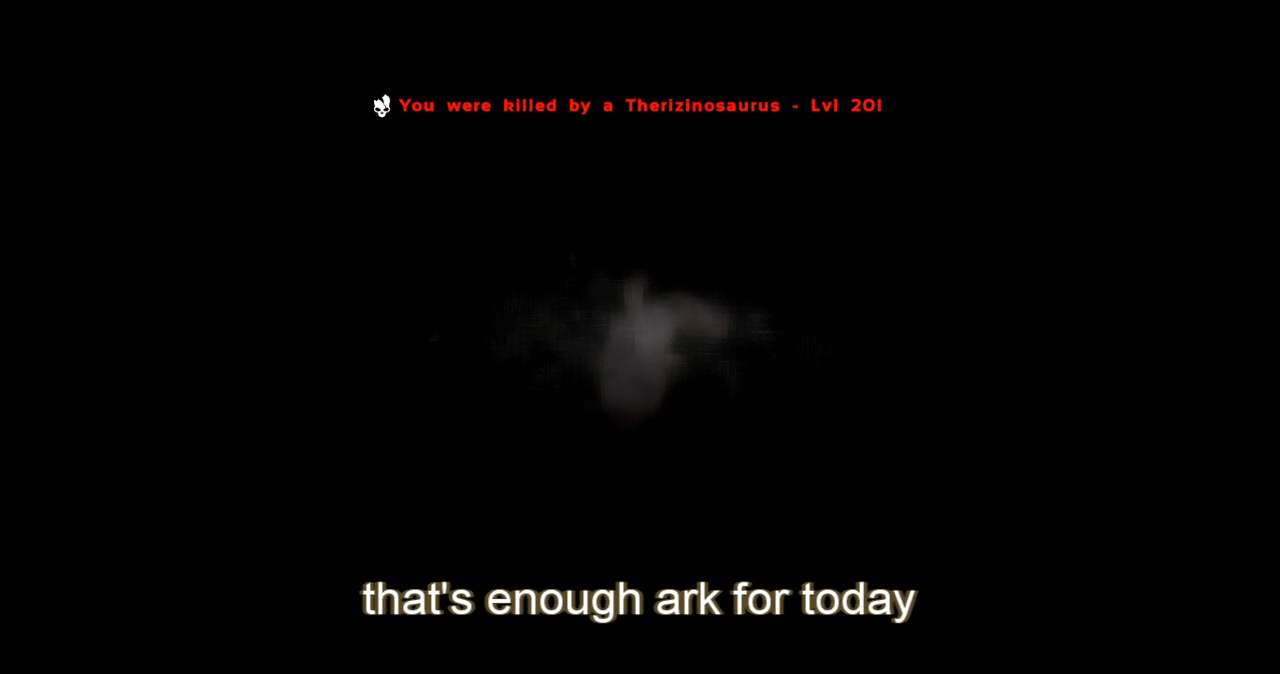 You were killed by a Therizinosaurus - Lvl 201
that's enough ark for today